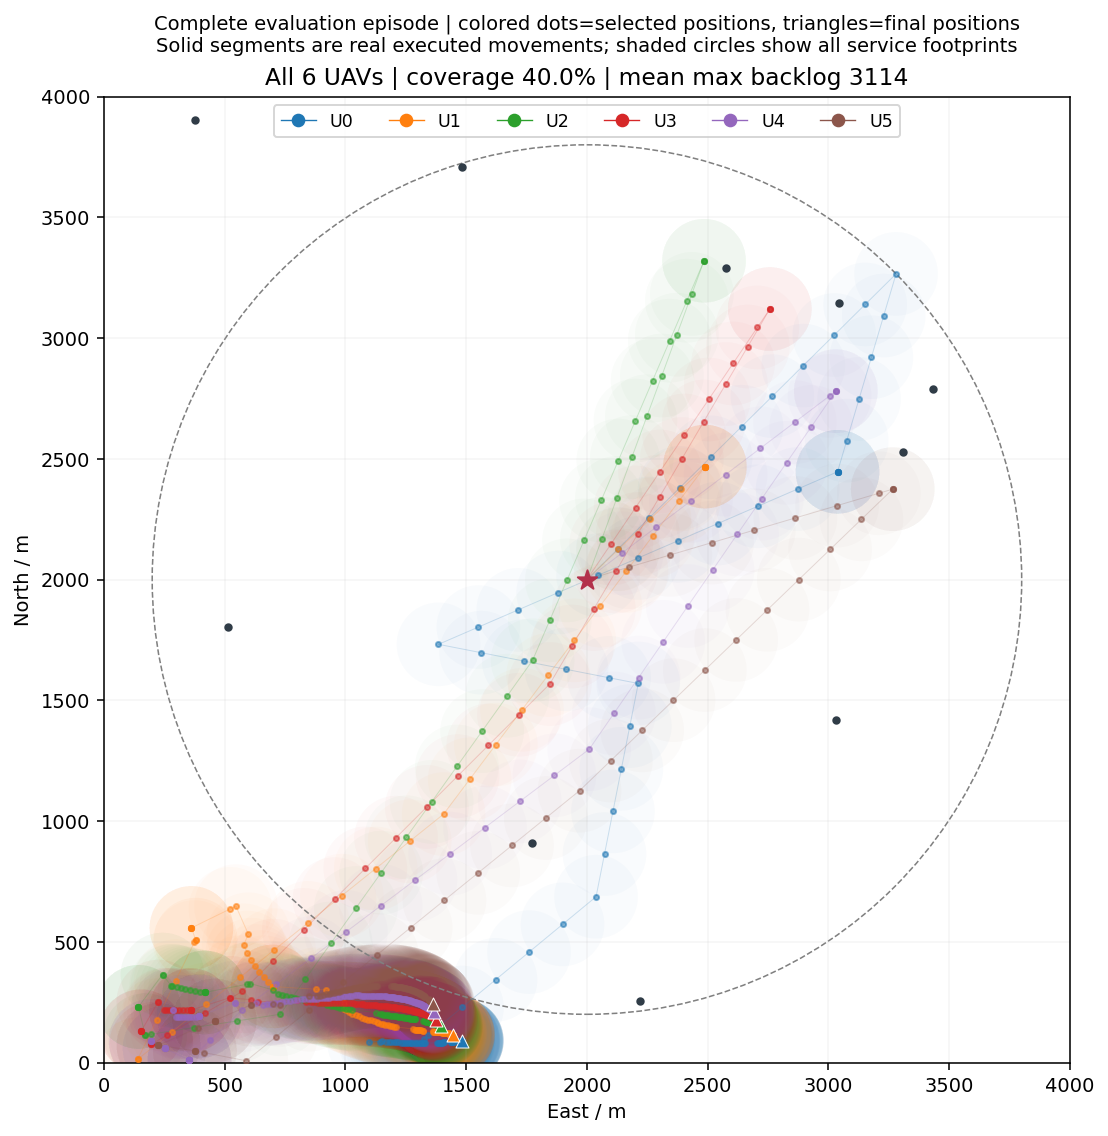 Complete evaluation episode | colored dots=selected positions, triangles=final positions
Solid segments are real executed movements; shaded circles show all service footprints
All 6 UAVs | coverage 40.0% | mean max backlog 3114
U0 U1 U2 U3 U4 U5
4000
3500
3000
2500
2000
1500
1000
500
0
North / m
0 500 1000 1500 2000 2500 3000 3500 4000
East / m